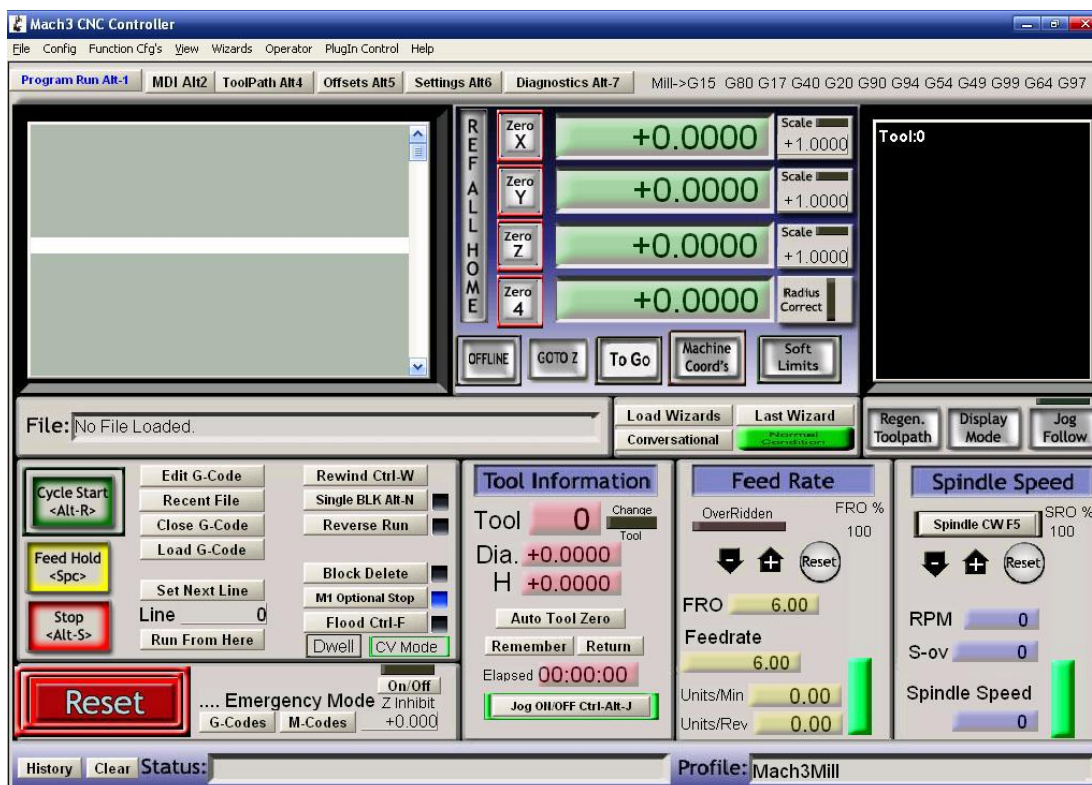 Mach3 CNC Controller
File Config Function Cfg's View Wizards Operator PlugIn Control Help
Program Run Alt-1 MDI Alt2 ToolPath Alt4 Offsets Alt5 Settings Alt6 Diagnostics Alt-7 Mill->G15 G80 G17 G40 G20 G90 G94 G54 G49 G99 G64 G97
REF ALL HOME
Zero X +0.0000 Scale +1.0000
Zero Y +0.0000 Scale +1.0000
Zero Z +0.0000 Scale +1.0000
Zero 4 +0.0000 Radius Correct
OFFLINE GOTO Z To Go Machine Coord's Soft Limits
Tool:0
File: No File Loaded.
Load Wizards Last Wizard
Conversational Normal Condition
Regen. Toolpath Display Mode Jog Follow
Cycle Start <Alt-R>
Feed Hold <Spc>
Stop <Alt-S>
Edit G-Code
Recent File
Close G-Code
Load G-Code
Set Next Line
Line 0
Run From Here
Rewind Ctrl-W
Single BLK Alt-N
Reverse Run
Block Delete
M1 Optional Stop
Flood Ctrl-F
Dwell CV Mode
Reset
.... Emergency Mode
G-Codes M-Codes
On/Off
Z Inhibit
+0.000
Tool Information
Tool 0 Change Tool
Dia. +0.0000
H +0.0000
Auto Tool Zero
Remember Return
Elapsed 00:00:00
Jog ON/OFF Ctrl-Alt-J
Feed Rate
OverRidden FRO %
100
Reset
FRO 6.00
Feedrate
6.00
Units/Min 0.00
Units/Rev 0.00
Spindle Speed
Spindle CW F5 SRO %
100
Reset
RPM 0
S-ov 0
Spindle Speed
0
History Clear Status: Profile: Mach3Mill